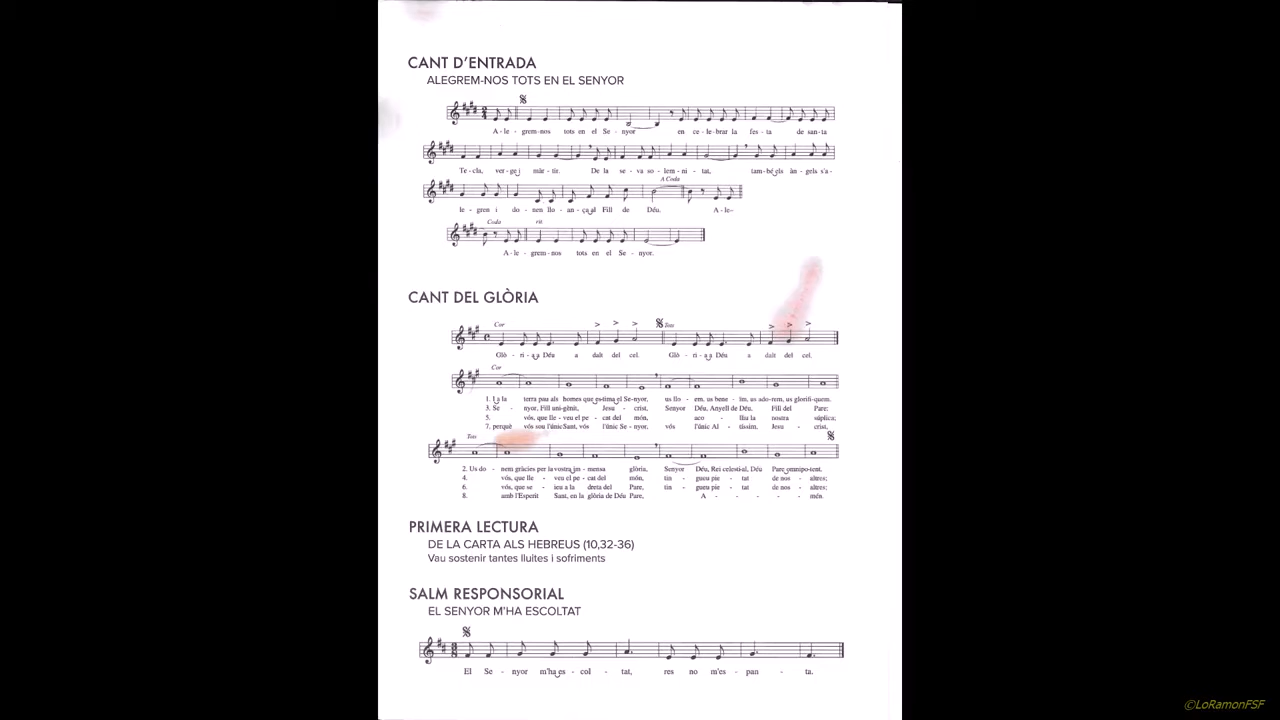 CANT D'ENTRADA
ALEGREM-NOS TOTS EN EL SENYOR
A - le - grem-nos tots en el Se - nyor en ce - le - brar la fes - ta de san-ta
Te - cla, ver - ge i màr - tir. De la se - va so - lem - ni - tat, tam - bé els àn - gels s'a -
A Coda
le - gren i do - nen llo - an - ça al Fill de Déu. A - le-
Coda rit.
A - le - grem-nos tots en el Se - nyor.
CANT DEL GLÒRIA
Cor Tots
Glò - ri - a a Déu a dalt del cel. Glò - ri - a a Déu a dalt del cel.
Cor
1. I a la terra pau als homes que estima el Se-nyor, us llo - em, us bene - ïm, us ado-rem, us glorifi-quem.
3. Se - nyor, Fill uni-gènit, Jesu - crist, Senyor Déu, Anyell de Déu, Fill del Pare;
5. vós, que lle - veu el pe - cat del món, aco - lliu la nostra súplica;
7. perquè vós sou l'únic Sant, vós l'únic Se - nyor, vós l'únic Al - tíssim, Jesu - crist,
Tots
2. Us do - nem gràcies per la vostra im - mensa glòria, Senyor Déu, Rei celesti-al, Déu Pare omnipo-tent.
4. vós, que lle - veu el pe - cat del món, tin - gueu pie - tat de nos - altres;
6. vós, que se - ieu a la dreta del Pare, tin - gueu pie - tat de nos - altres;
8. amb l'Esperit Sant, en la glòria de Déu Pare, A - - - mén.
PRIMERA LECTURA
DE LA CARTA ALS HEBREUS (10,32-36)
Vau sostenir tantes lluites i sofriments
SALM RESPONSORIAL
EL SENYOR M'HA ESCOLTAT
El Se - nyor m'ha es - col - tat, res no m'es - pan - ta.
©LoRamonFSF